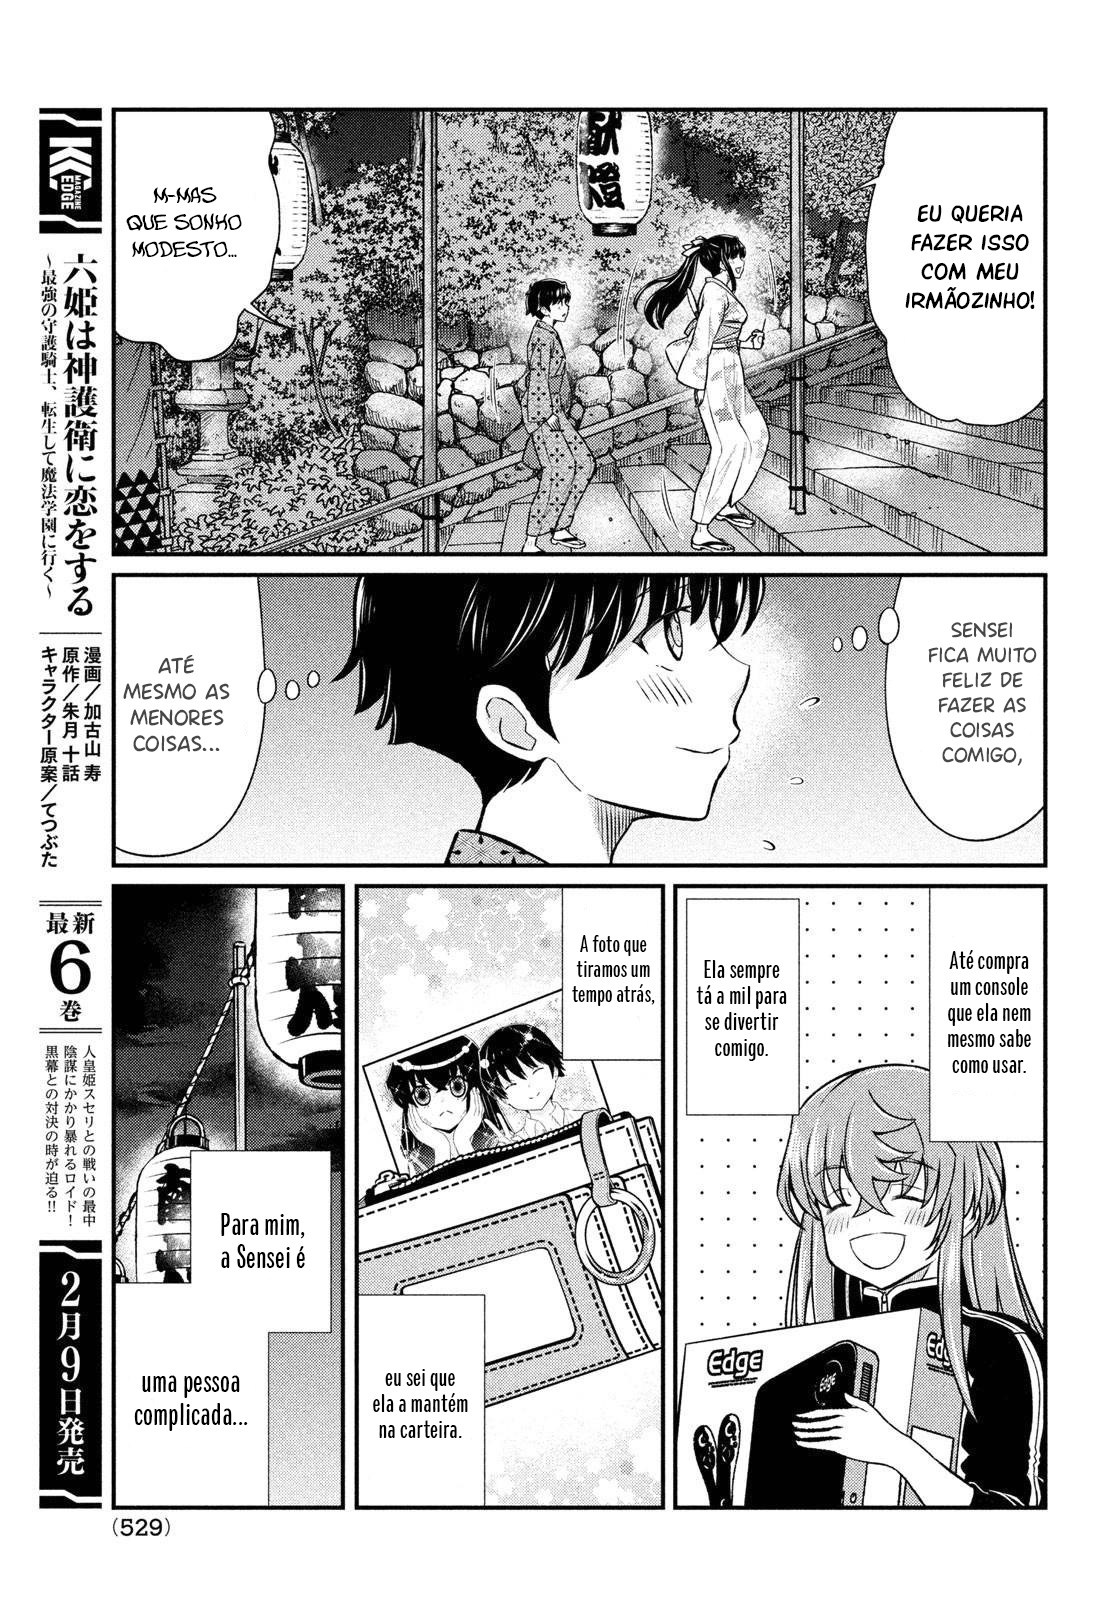 EU QUERIA
FAZER ISSO
COM MEU
IRMÃOZINHO!
M-MAS
QUE SONHO
MODESTO...
献燈
SENSEI
FICA MUITO
FELIZ DE
FAZER AS
COISAS
COMIGO,
ATÉ
MESMO AS
MENORES
COISAS...
Até compra
um console
que ela nem
mesmo sabe
como usar.
Ela sempre
tá a mil para
se divertir
comigo.
Edge
Edge
A foto que
tiramos um
tempo atrás,
eu sei que
ela a mantém
na carteira.
Para mim,
a Sensei é
uma pessoa
complicada...
KC
MAGAZINE
EDGE
六姫は神護衛に恋をする
～最強の守護騎士、転生して魔法学園に行く～
漫画／加古山 寿
原作／朱月十話
キャラクター原案／てつぶた
最新
6
巻
人皇姫スセリとの戦いの最中
陰謀にかかり暴れるロイド！
黒幕との対決の時が迫る!!
2月9日発売
(529)